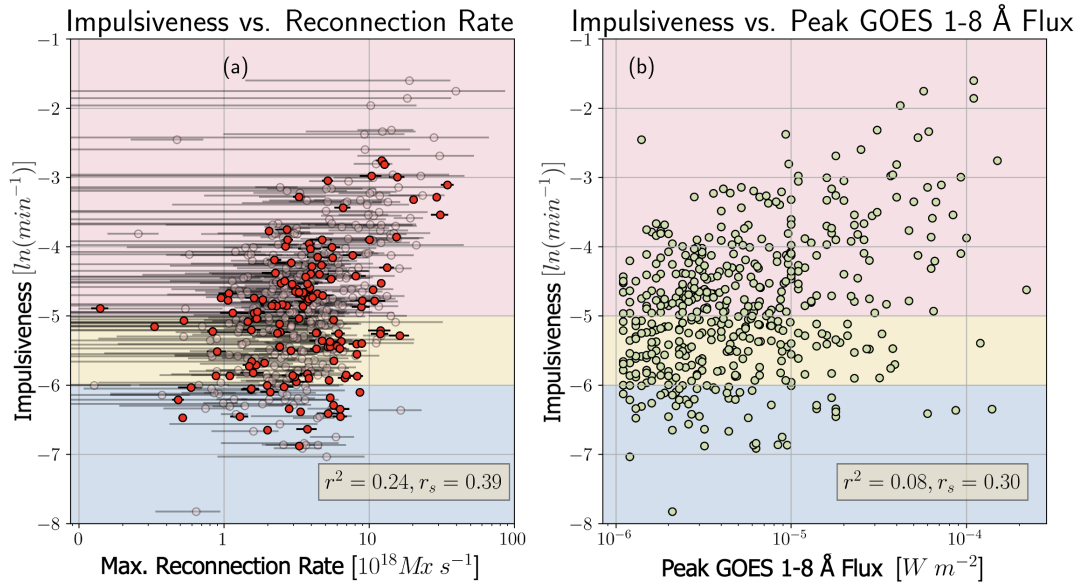 Impulsiveness vs. Reconnection Rate
(a)
Impulsiveness [ln(min⁻¹)]
−1
−2
−3
−4
−5
−6
−7
−8
r² = 0.24, rₛ = 0.39
0 1 10 100
Max. Reconnection Rate [10¹⁸Mx s⁻¹]
Impulsiveness vs. Peak GOES 1-8 Å Flux
(b)
Impulsiveness [ln(min⁻¹)]
−1
−2
−3
−4
−5
−6
−7
−8
r² = 0.08, rₛ = 0.30
10⁻⁶ 10⁻⁵ 10⁻⁴
Peak GOES 1-8 Å Flux [W m⁻²]